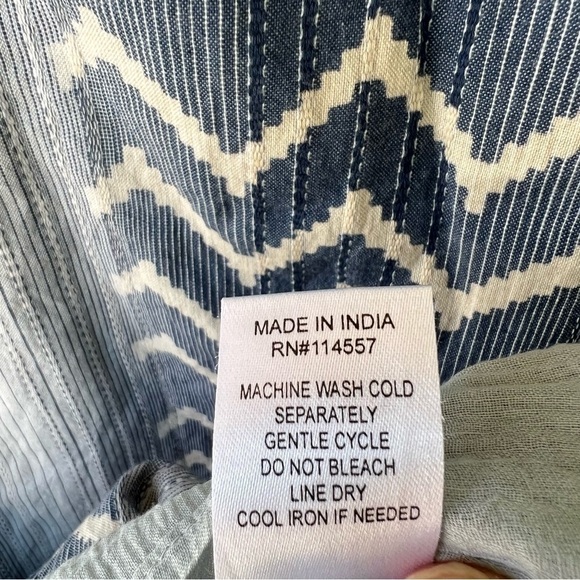 MADE IN INDIA
RN#114557
MACHINE WASH COLD
SEPARATELY
GENTLE CYCLE
DO NOT BLEACH
LINE DRY
COOL IRON IF NEEDED